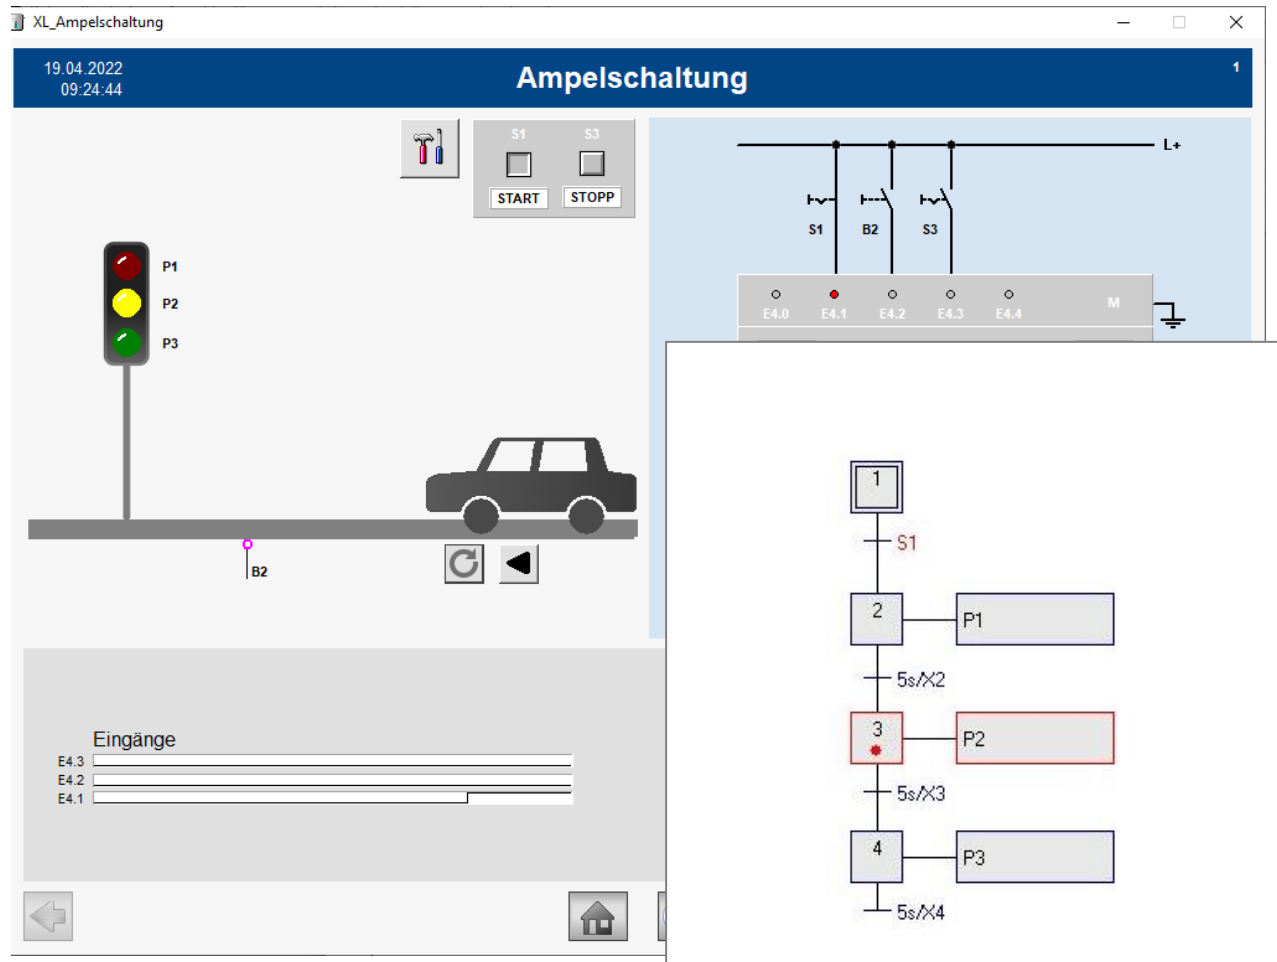 XL_Ampelschaltung
19.04.2022
09:24:44
Ampelschaltung
1
S1 S3
START STOPP
P1
P2
P3
B2
L+
S1 B2 S3
E4.0 E4.1 E4.2 E4.3 E4.4 M
Eingänge
E4.3
E4.2
E4.1
1
S1
2 P1
5s/X2
3 P2
5s/X3
4 P3
5s/X4